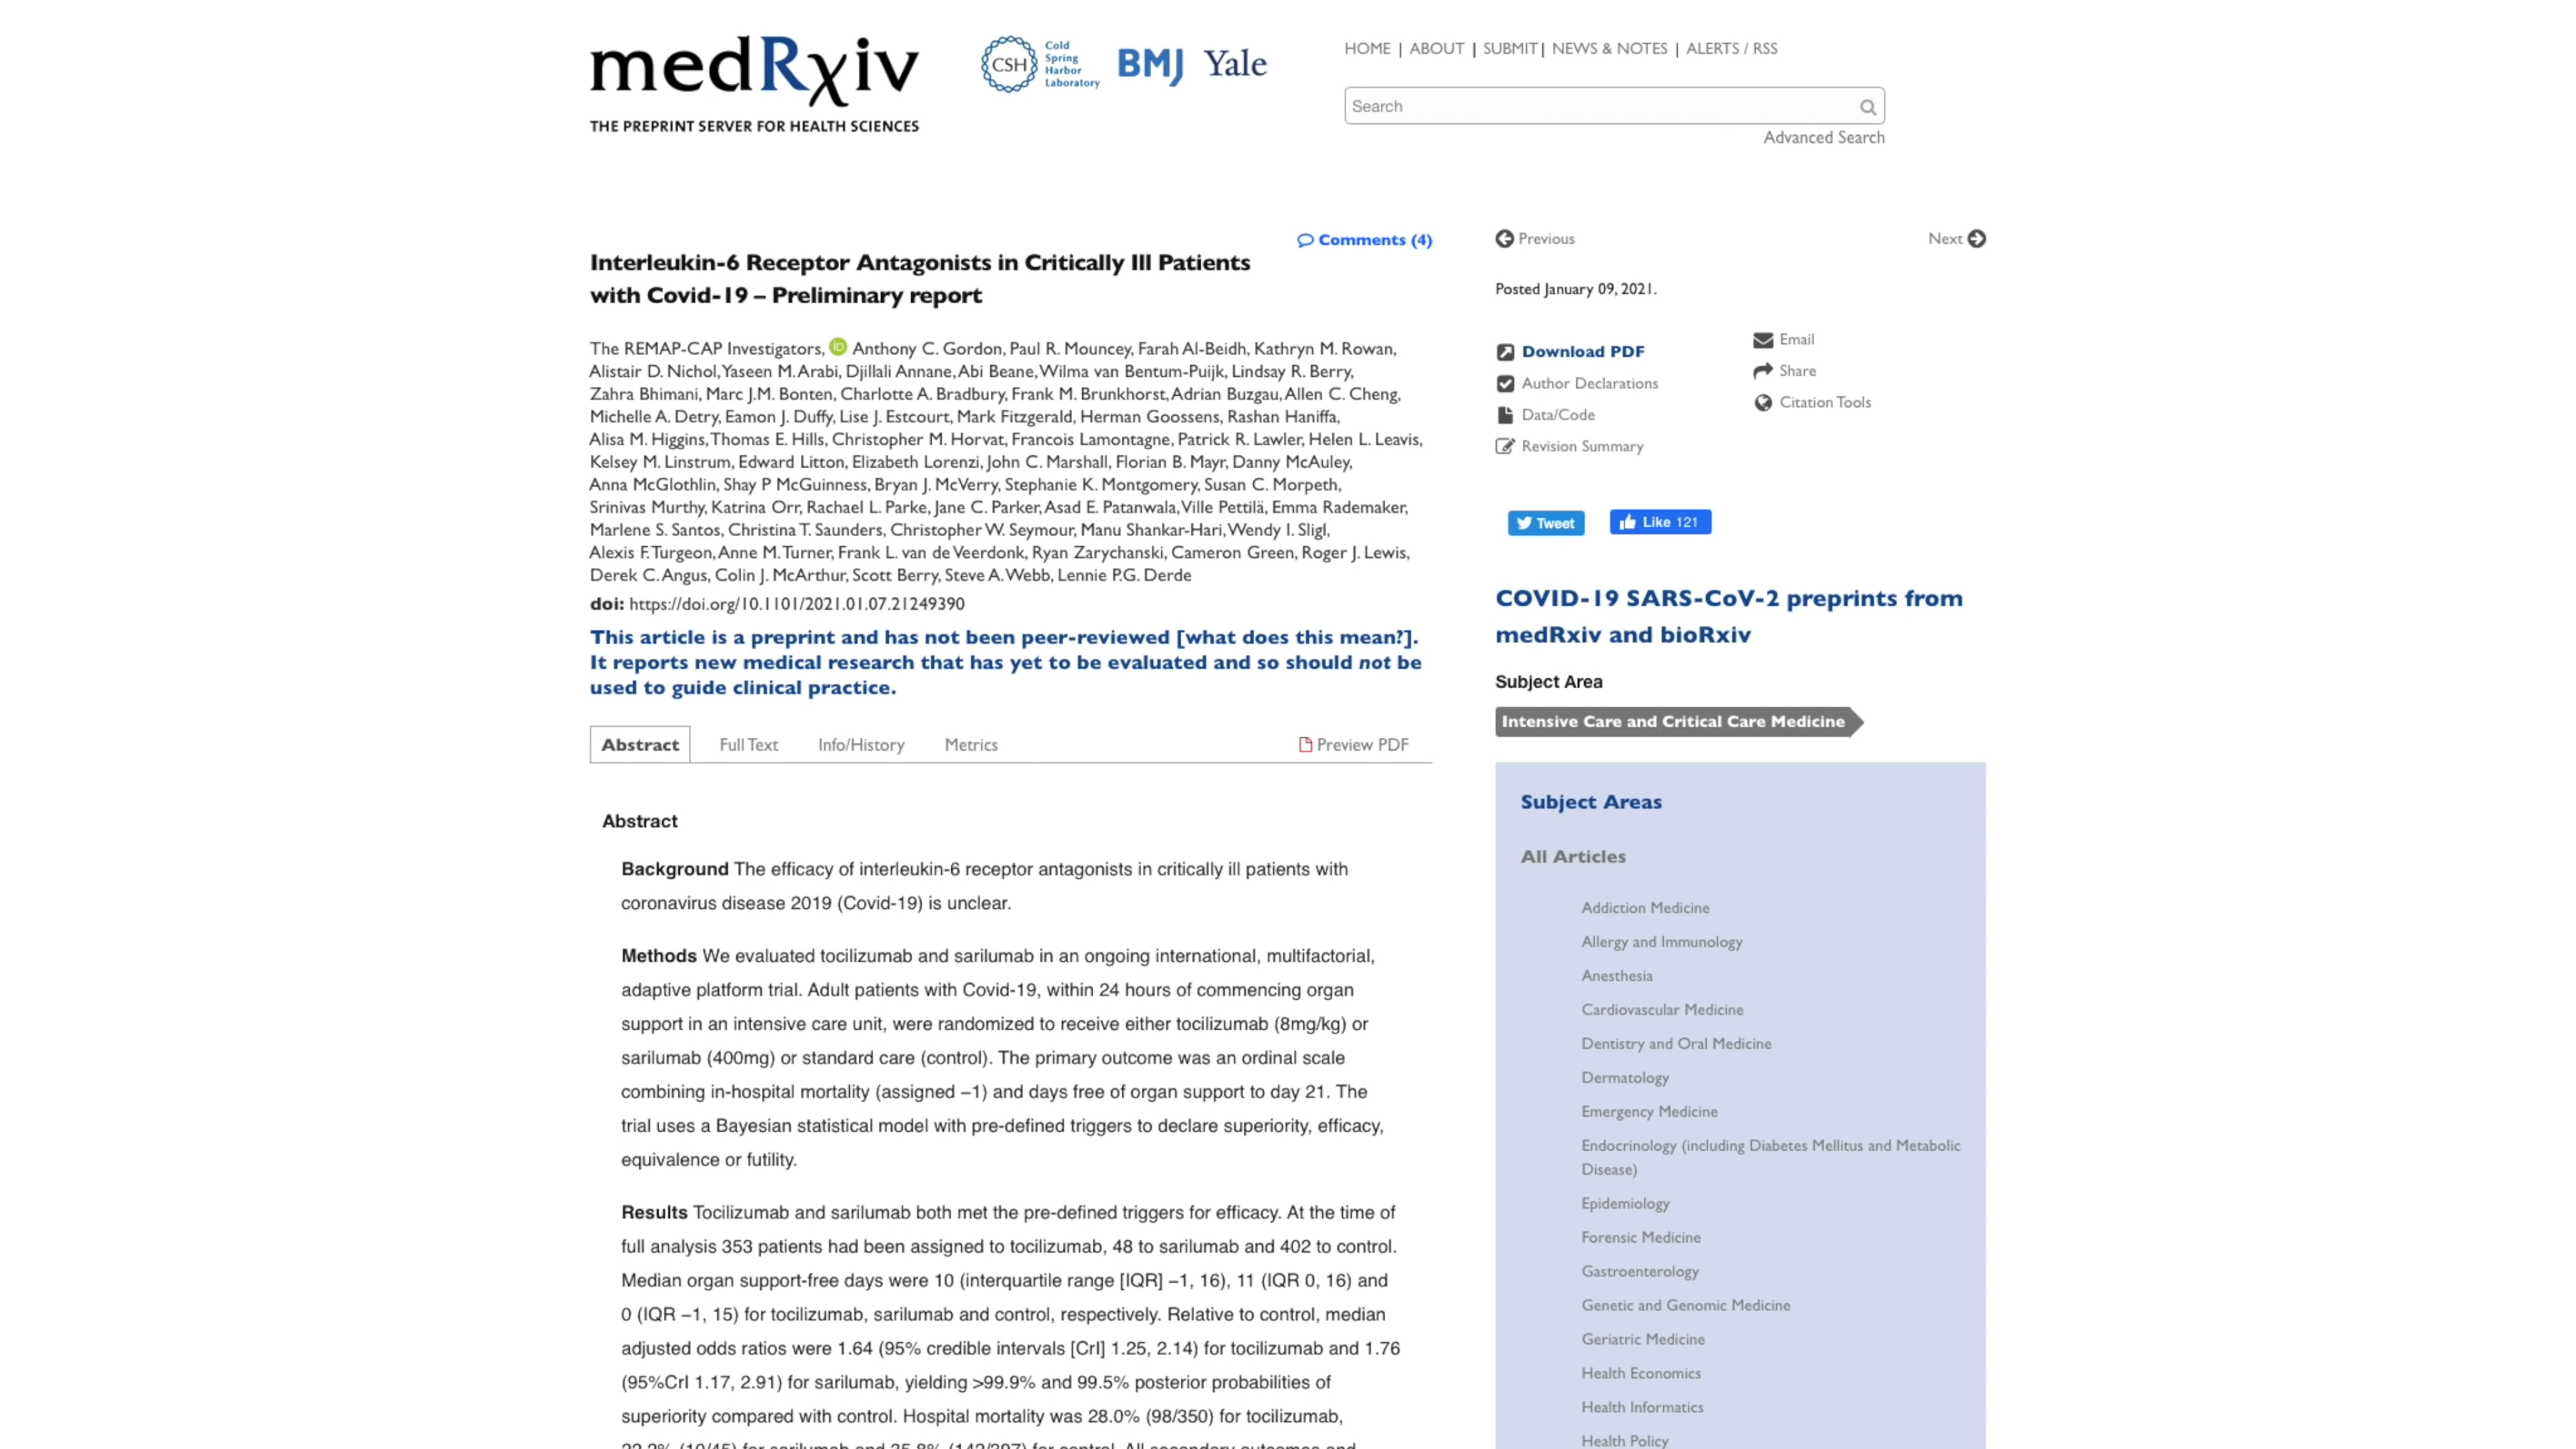 medRxiv
THE PREPRINT SERVER FOR HEALTH SCIENCES
CSH
Cold
Spring
Harbor
Laboratory
BMJ
Yale
HOME | ABOUT | SUBMIT | NEWS & NOTES | ALERTS / RSS
Search
Advanced Search
Comments (4)
Interleukin-6 Receptor Antagonists in Critically Ill Patients
with Covid-19 – Preliminary report
The REMAP-CAP Investigators, iD Anthony C. Gordon, Paul R. Mouncey, Farah Al-Beidh, Kathryn M. Rowan,
Alistair D. Nichol, Yaseen M. Arabi, Djillali Annane, Abi Beane, Wilma van Bentum-Puijk, Lindsay R. Berry,
Zahra Bhimani, Marc J.M. Bonten, Charlotte A. Bradbury, Frank M. Brunkhorst, Adrian Buzgau, Allen C. Cheng,
Michelle A. Detry, Eamon J. Duffy, Lise J. Estcourt, Mark Fitzgerald, Herman Goossens, Rashan Haniffa,
Alisa M. Higgins, Thomas E. Hills, Christopher M. Horvat, Francois Lamontagne, Patrick R. Lawler, Helen L. Leavis,
Kelsey M. Linstrum, Edward Litton, Elizabeth Lorenzi, John C. Marshall, Florian B. Mayr, Danny McAuley,
Anna McGlothlin, Shay P McGuinness, Bryan J. McVerry, Stephanie K. Montgomery, Susan C. Morpeth,
Srinivas Murthy, Katrina Orr, Rachael L. Parke, Jane C. Parker, Asad E. Patanwala, Ville Pettilä, Emma Rademaker,
Marlene S. Santos, Christina T. Saunders, Christopher W. Seymour, Manu Shankar-Hari, Wendy I. Sligl,
Alexis F. Turgeon, Anne M. Turner, Frank L. van de Veerdonk, Ryan Zarychanski, Cameron Green, Roger J. Lewis,
Derek C. Angus, Colin J. McArthur, Scott Berry, Steve A. Webb, Lennie P.G. Derde
doi: https://doi.org/10.1101/2021.01.07.21249390
This article is a preprint and has not been peer-reviewed [what does this mean?].
It reports new medical research that has yet to be evaluated and so should not be
used to guide clinical practice.
Abstract Full Text Info/History Metrics Preview PDF
Abstract
Background The efficacy of interleukin-6 receptor antagonists in critically ill patients with
coronavirus disease 2019 (Covid-19) is unclear.
Methods We evaluated tocilizumab and sarilumab in an ongoing international, multifactorial,
adaptive platform trial. Adult patients with Covid-19, within 24 hours of commencing organ
support in an intensive care unit, were randomized to receive either tocilizumab (8mg/kg) or
sarilumab (400mg) or standard care (control). The primary outcome was an ordinal scale
combining in-hospital mortality (assigned −1) and days free of organ support to day 21. The
trial uses a Bayesian statistical model with pre-defined triggers to declare superiority, efficacy,
equivalence or futility.
Results Tocilizumab and sarilumab both met the pre-defined triggers for efficacy. At the time of
full analysis 353 patients had been assigned to tocilizumab, 48 to sarilumab and 402 to control.
Median organ support-free days were 10 (interquartile range [IQR] −1, 16), 11 (IQR 0, 16) and
0 (IQR −1, 15) for tocilizumab, sarilumab and control, respectively. Relative to control, median
adjusted odds ratios were 1.64 (95% credible intervals [CrI] 1.25, 2.14) for tocilizumab and 1.76
(95%CrI 1.17, 2.91) for sarilumab, yielding >99.9% and 99.5% posterior probabilities of
superiority compared with control. Hospital mortality was 28.0% (98/350) for tocilizumab,
22.2% (10/45) for sarilumab and 35.8% (142/397) for control. All secondary outcomes and
Previous
Next
Posted January 09, 2021.
Download PDF
Author Declarations
Data/Code
Revision Summary
Email
Share
Citation Tools
Tweet
Like 121
COVID-19 SARS-CoV-2 preprints from
medRxiv and bioRxiv
Subject Area
Intensive Care and Critical Care Medicine
Subject Areas
All Articles
Addiction Medicine
Allergy and Immunology
Anesthesia
Cardiovascular Medicine
Dentistry and Oral Medicine
Dermatology
Emergency Medicine
Endocrinology (including Diabetes Mellitus and Metabolic
Disease)
Epidemiology
Forensic Medicine
Gastroenterology
Genetic and Genomic Medicine
Geriatric Medicine
Health Economics
Health Informatics
Health Policy